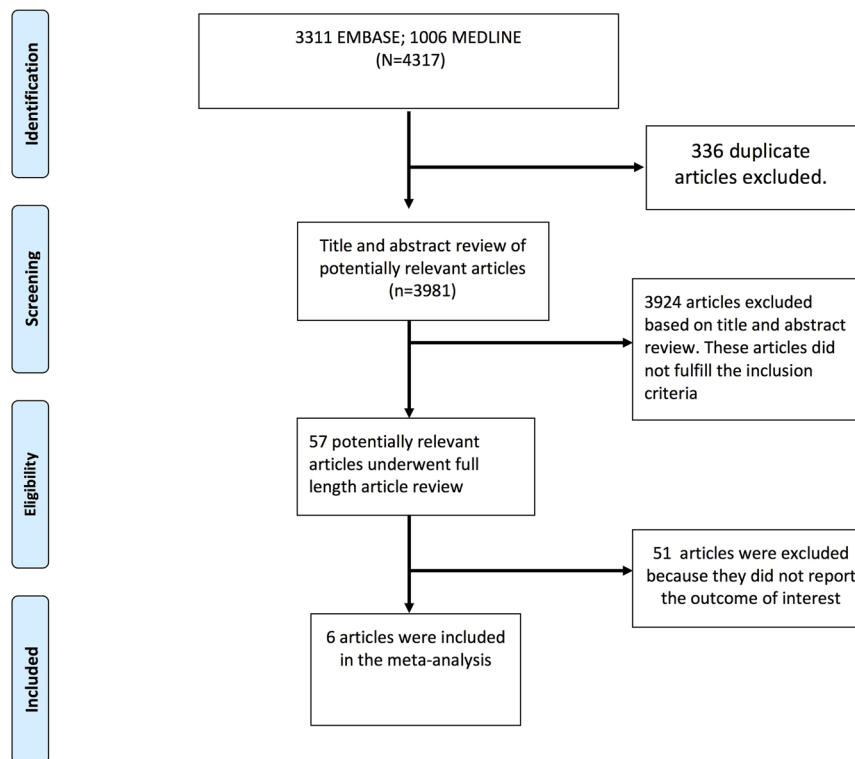 Identification
3311 EMBASE; 1006 MEDLINE
(N=4317)
336 duplicate
articles excluded.
Screening
Title and abstract review of
potentially relevant articles
(n=3981)
3924 articles excluded
based on title and abstract
review. These articles did
not fulfill the inclusion
criteria
Eligibility
57 potentially relevant
articles underwent full
length article review
51 articles were excluded
because they did not report
the outcome of interest
Included
6 articles were included
in the meta-analysis